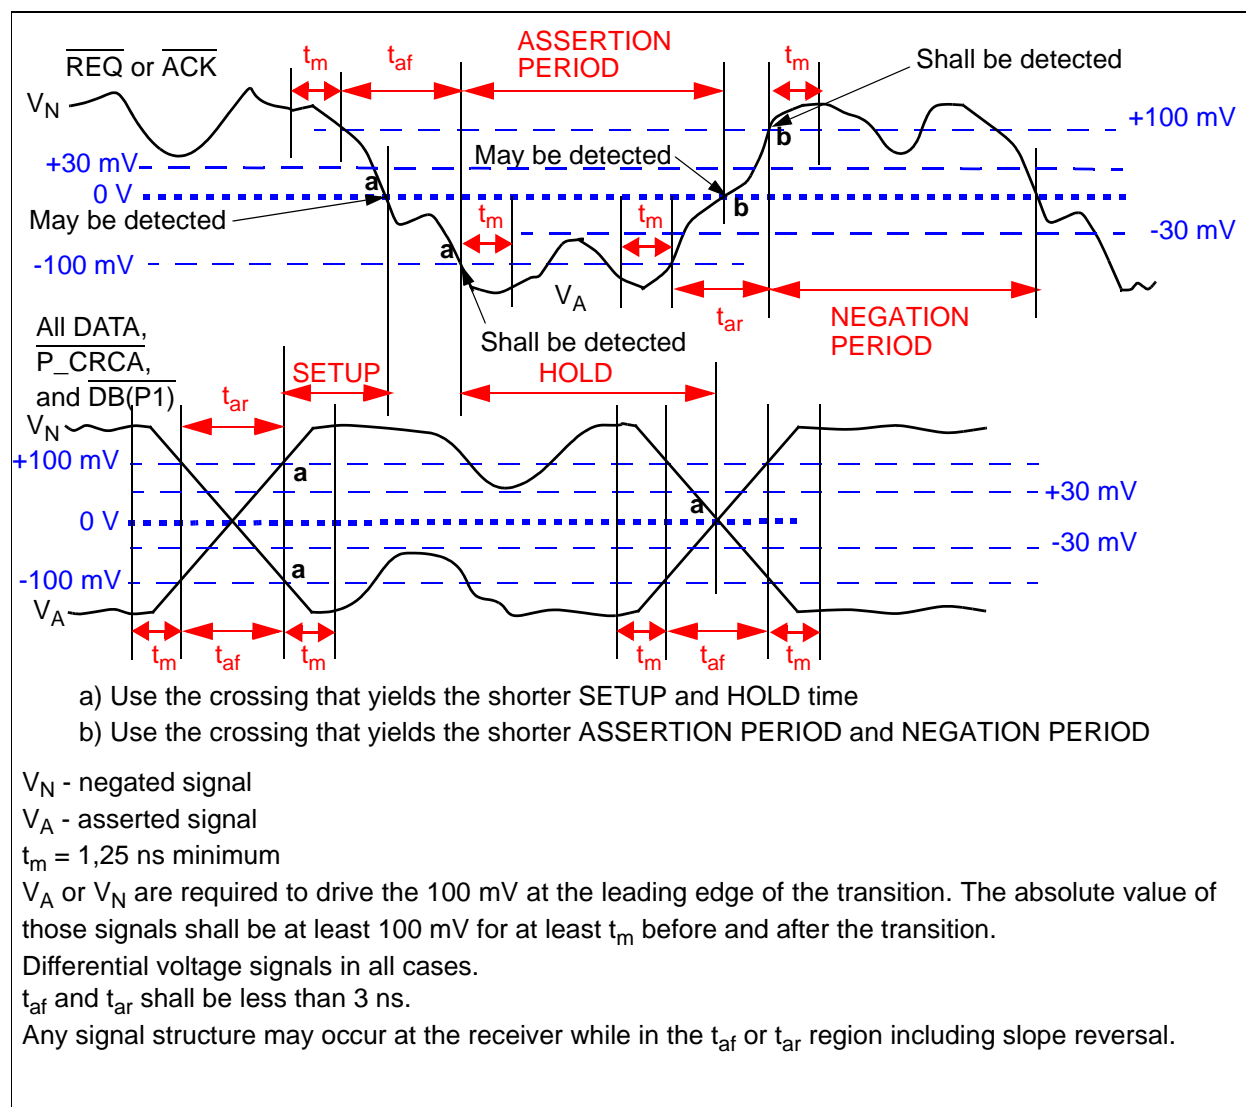 REQ or ACK
tm
taf
ASSERTION
PERIOD
tm
Shall be detected
VN
+100 mV
b
+30 mV
May be detected
a
0 V
b
May be detected
tm
tm
-30 mV
a
-100 mV
VA
tar
NEGATION
PERIOD
All DATA,
P_CRCA,
and DB(P1)
Shall be detected
SETUP
HOLD
tar
VN
+100 mV
a
+30 mV
a
0 V
-30 mV
a
-100 mV
VA
tm
taf
tm
tm
taf
tm
a) Use the crossing that yields the shorter SETUP and HOLD time
b) Use the crossing that yields the shorter ASSERTION PERIOD and NEGATION PERIOD
VN - negated signal
VA - asserted signal
tm = 1,25 ns minimum
VA or VN are required to drive the 100 mV at the leading edge of the transition. The absolute value of
those signals shall be at least 100 mV for at least tm before and after the transition.
Differential voltage signals in all cases.
taf and tar shall be less than 3 ns.
Any signal structure may occur at the receiver while in the taf or tar region including slope reversal.